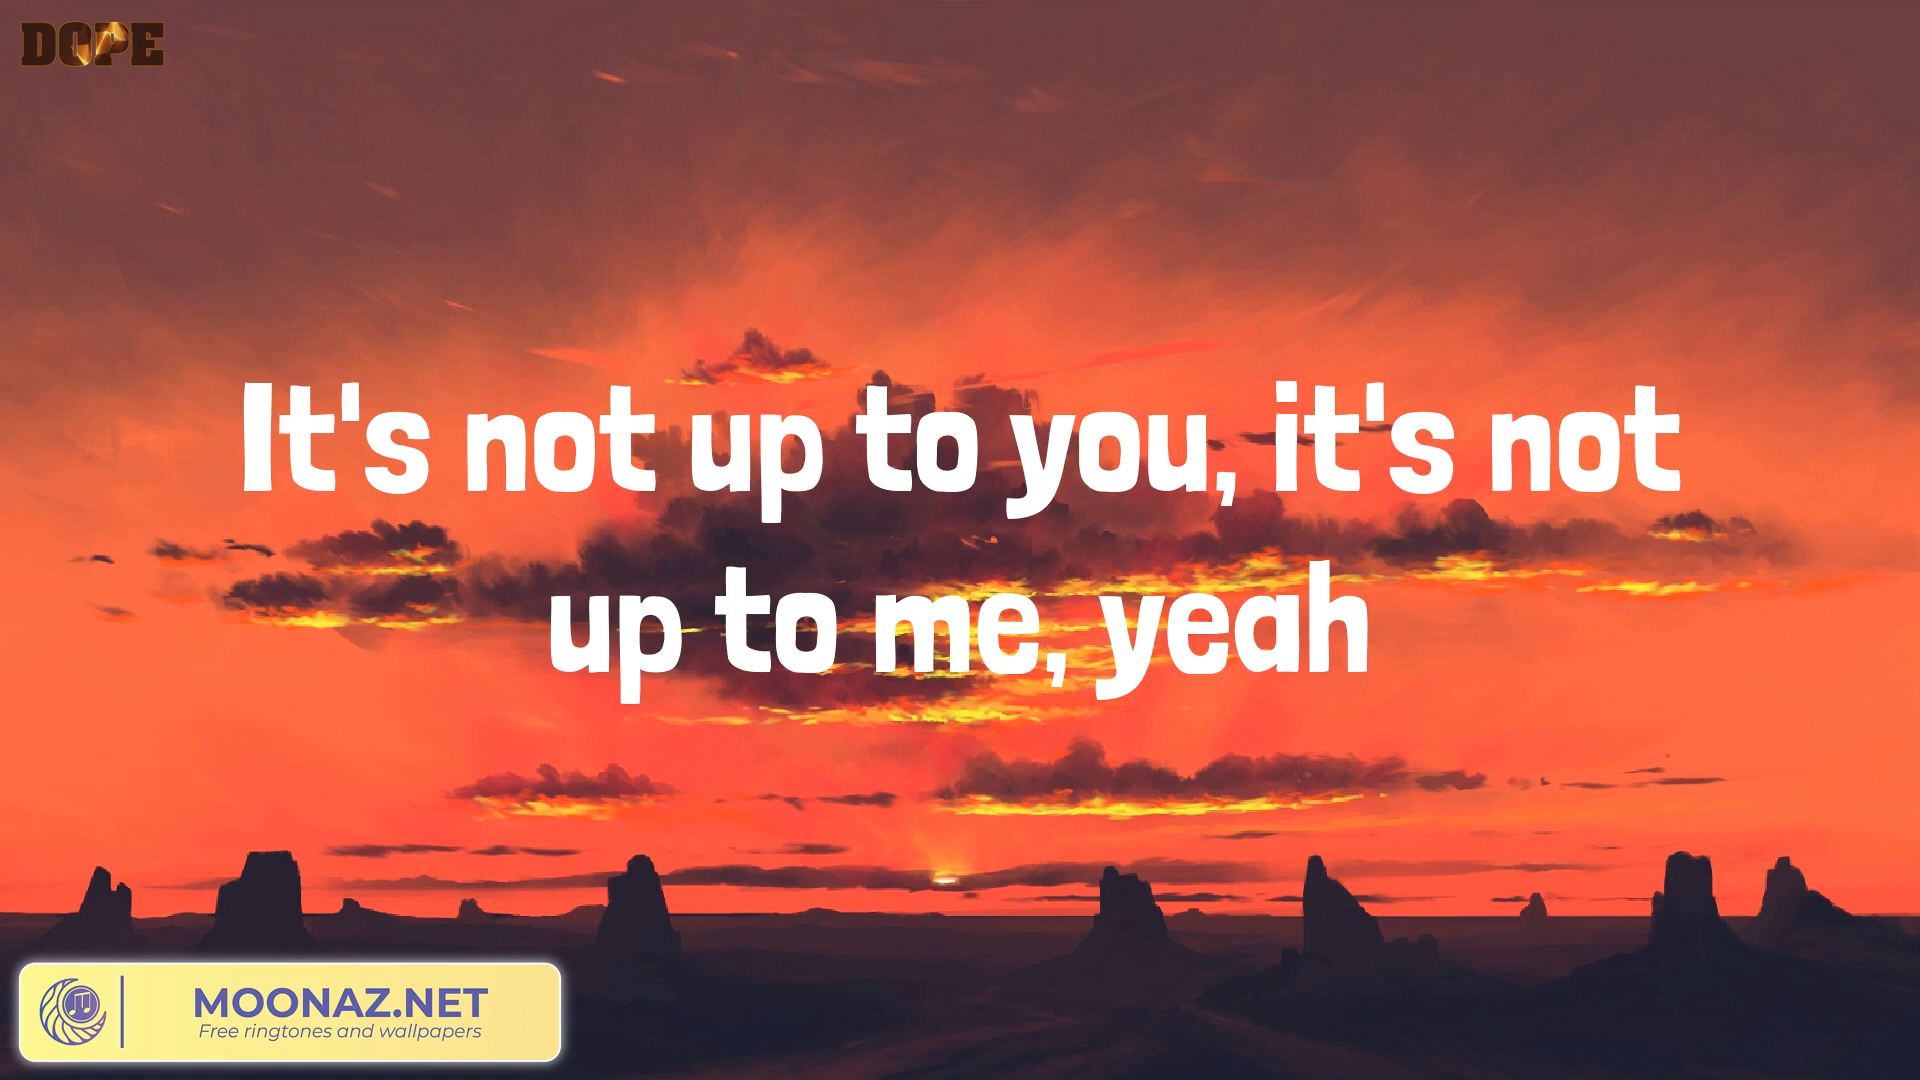 DOPE
It's not up to you, it's not
up to me, yeah
MOONAZ.NET
Free ringtones and wallpapers